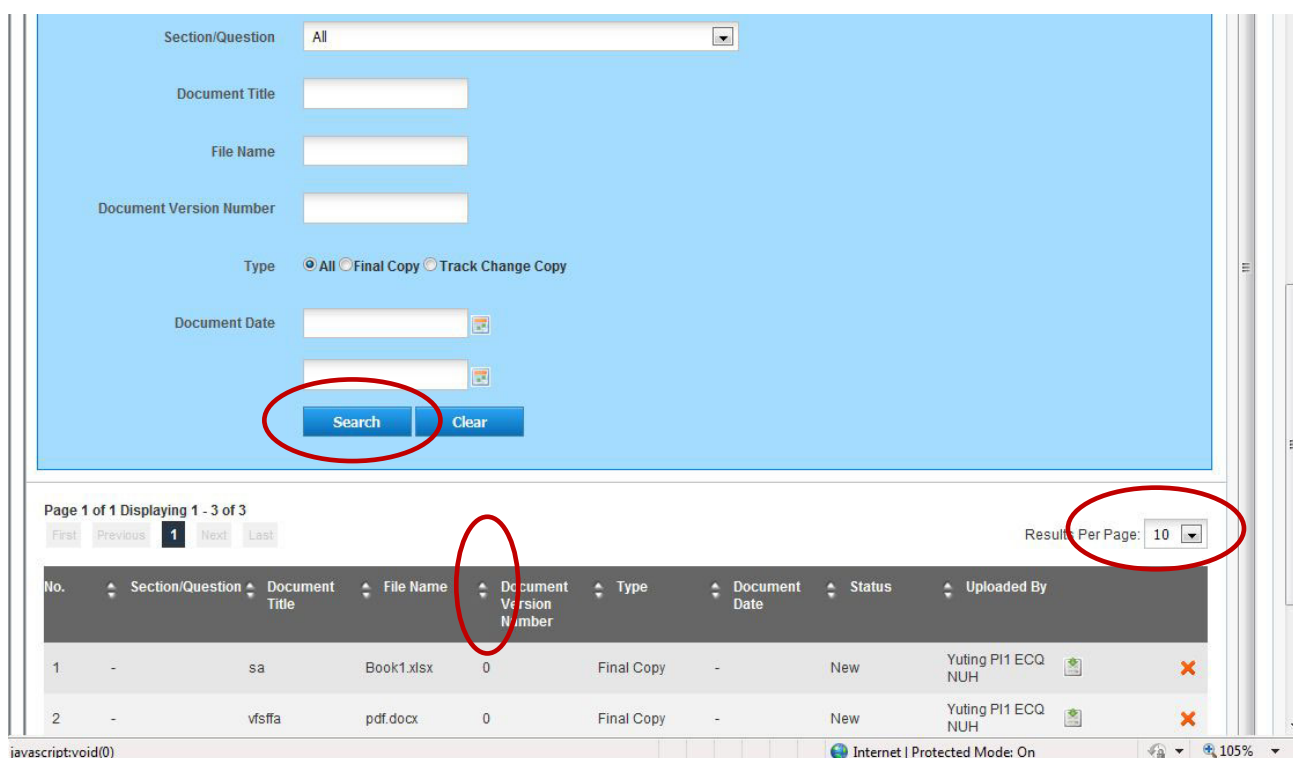 Section/Question All
Document Title
File Name
Document Version Number
Type All Final Copy Track Change Copy
Document Date
Search Clear
Page 1 of 1 Displaying 1 - 3 of 3
First Previous 1 Next Last Results Per Page: 10
No. Section/Question Document Title File Name Document Version Number Type Document Date Status Uploaded By
1 - sa Book1.xlsx 0 Final Copy - New Yuting PI1 ECQ NUH
2 - vfsffa pdf.docx 0 Final Copy - New Yuting PI1 ECQ NUH
javascript:void(0) Internet | Protected Mode: On 105%